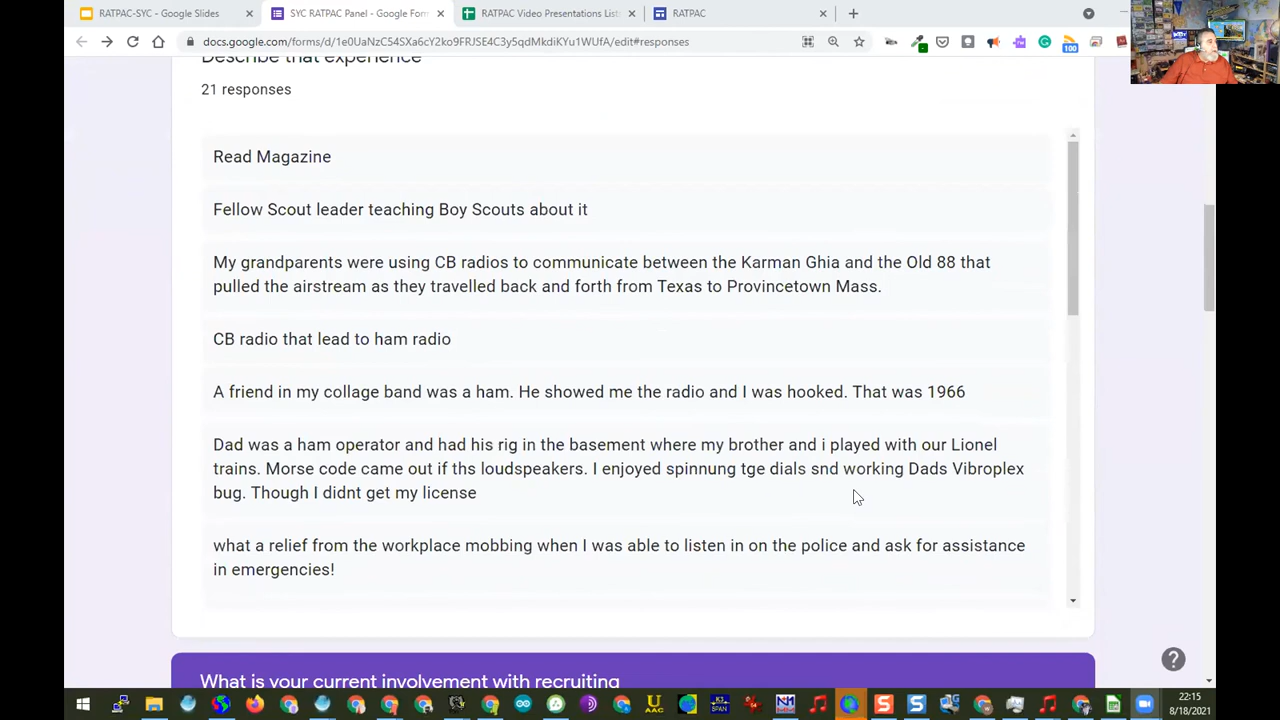 RATPAC-SYC - Google Slides
SYC RATPAC Panel - Google For
RATPAC Video Presentations List
RATPAC
docs.google.com/forms/d/1e0UaNzC54SXa6cY2ko9FRJSE4C3y5qdMkdiKYu1WUfA/edit#responses
100
Describe that experience
21 responses
Read Magazine
Fellow Scout leader teaching Boy Scouts about it
My grandparents were using CB radios to communicate between the Karman Ghia and the Old 88 that
pulled the airstream as they travelled back and forth from Texas to Provincetown Mass.
CB radio that lead to ham radio
A friend in my collage band was a ham. He showed me the radio and I was hooked. That was 1966
Dad was a ham operator and had his rig in the basement where my brother and i played with our Lionel
trains. Morse code came out if ths loudspeakers. I enjoyed spinnung tge dials snd working Dads Vibroplex
bug. Though I didnt get my license
what a relief from the workplace mobbing when I was able to listen in on the police and ask for assistance
in emergencies!
What is your current involvement with recruiting
22:15
8/18/2021